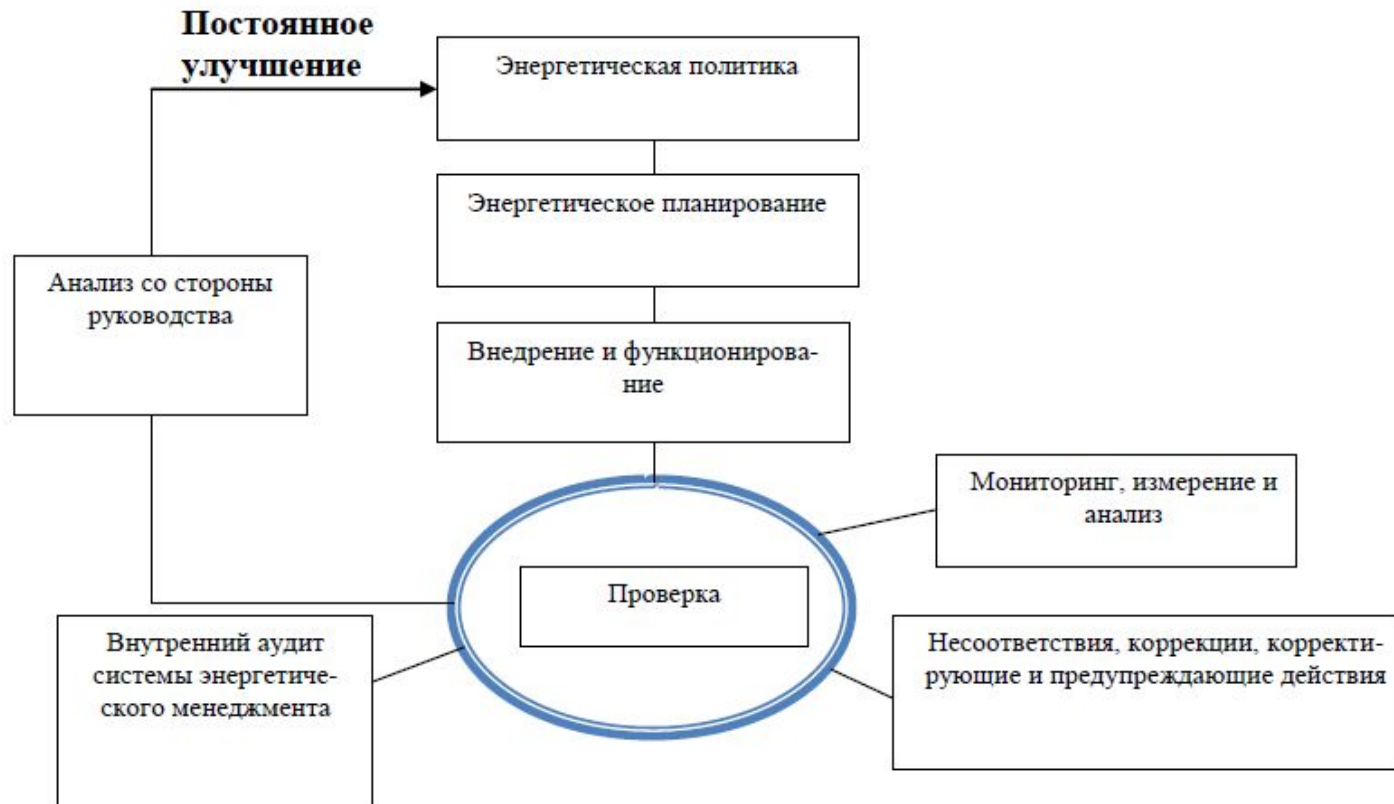 Постоянное
улучшение
Энергетическая политика
Энергетическое планирование
Анализ со стороны
руководства
Внедрение и функционирова-
ние
Мониторинг, измерение и
анализ
Проверка
Внутренний аудит
системы энергетиче-
ского менеджмента
Несоответствия, коррекции, корректи-
рующие и предупреждающие действия